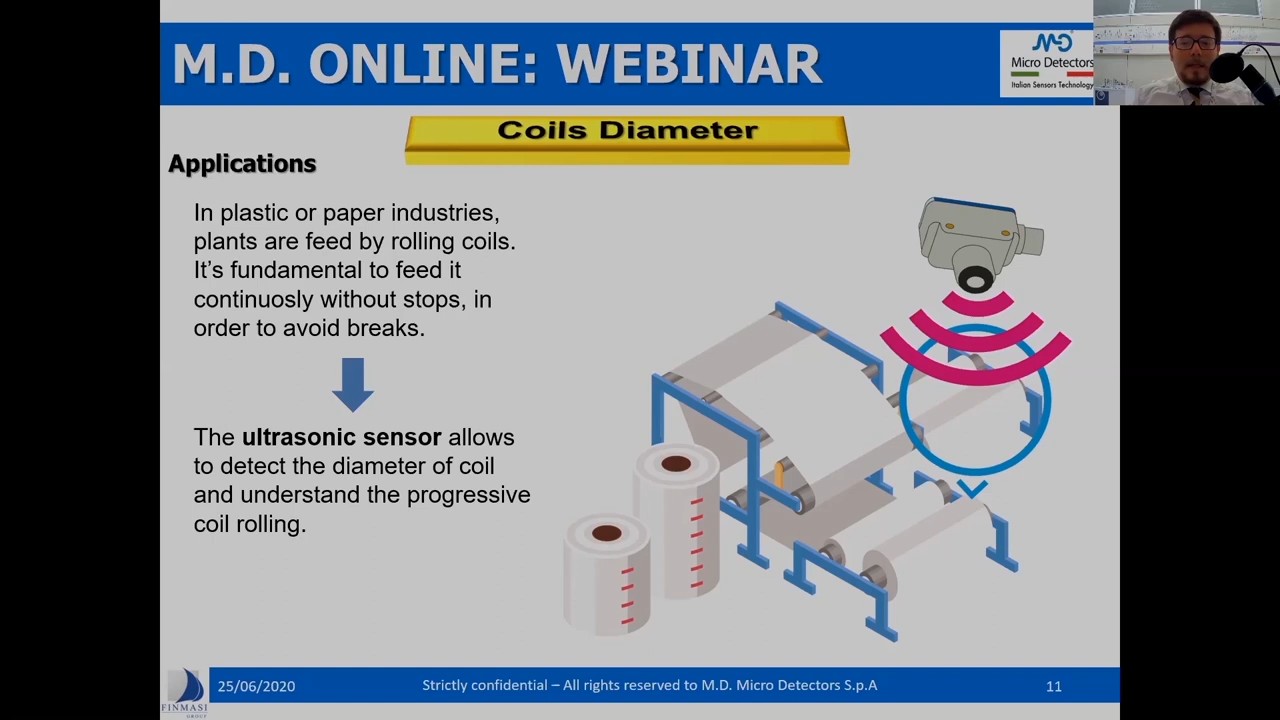 M.D. ONLINE: WEBINAR
Micro Detectors
Italian Sensors Technology
Coils Diameter
Applications
In plastic or paper industries,
plants are feed by rolling coils.
It's fundamental to feed it
continuosly without stops, in
order to avoid breaks.
The ultrasonic sensor allows
to detect the diameter of coil
and understand the progressive
coil rolling.
FINMASI
GROUP
25/06/2020
Strictly confidential – All rights reserved to M.D. Micro Detectors S.p.A
11